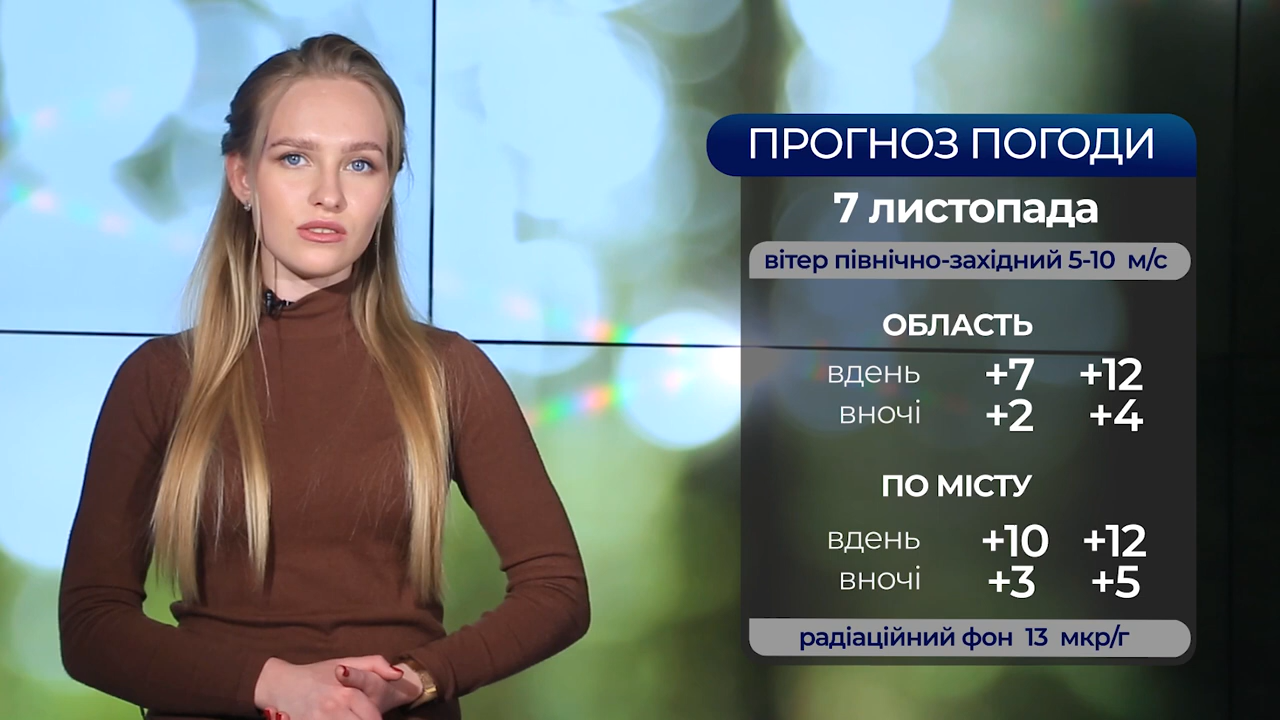 ПРОГНОЗ ПОГОДИ
7 листопада
вітер північно-західний 5-10 м/с
ОБЛАСТЬ
вдень +7 +12
вночі +2 +4
ПО МІСТУ
вдень +10 +12
вночі +3 +5
радіаційний фон 13 мкр/г